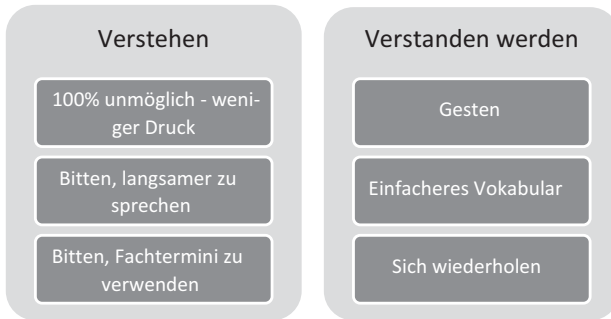 Verstehen
100% unmöglich - weni-
ger Druck
Bitten, langsamer zu
sprechen
Bitten, Fachtermini zu
verwenden
Verstanden werden
Gesten
Einfacheres Vokabular
Sich wiederholen